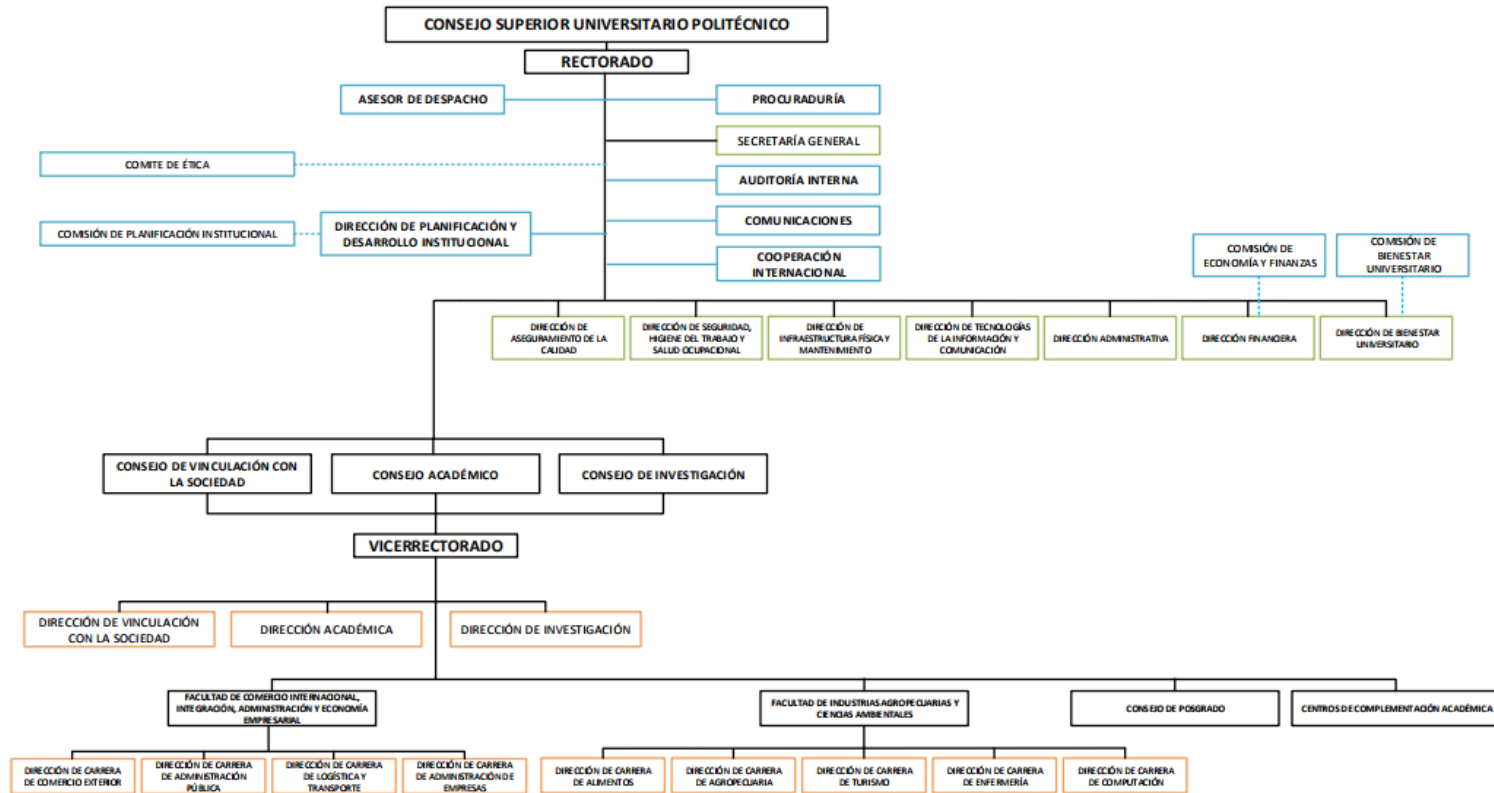 CONSEJO SUPERIOR UNIVERSITARIO POLITÉCNICO
RECTORADO
ASESOR DE DESPACHO
PROCURADURÍA
SECRETARÍA GENERAL
COMITE DE ÉTICA
AUDITORÍA INTERNA
COMISIÓN DE PLANIFICACIÓN INSTITUCIONAL
DIRECCIÓN DE PLANIFICACIÓN Y
DESARROLLO INSTITUCIONAL
COMUNICACIONES
COOPERACIÓN
INTERNACIONAL
COMISIÓN DE
ECONOMÍA Y FINANZAS
COMISIÓN DE
BIENESTAR
UNIVERSITARIO
DIRECCIÓN DE
ASEGURAMIENTO DE LA
CALIDAD
DIRECCIÓN DE SEGURIDAD,
HIGIENE DEL TRABAJO Y
SALUD OCUPACIONAL
DIRECCIÓN DE
INFRAESTRUCTURA FÍSICA Y
MANTENIMIENTO
DIRECCIÓN DE TECNOLOGÍAS
DE LA INFORMACIÓN Y
COMUNICACIÓN
DIRECCIÓN ADMINISTRATIVA
DIRECCIÓN FINANCIERA
DIRECCIÓN DE BIENESTAR
UNIVERSITARIO
CONSEJO DE VINCULACIÓN CON
LA SOCIEDAD
CONSEJO ACADÉMICO
CONSEJO DE INVESTIGACIÓN
VICERRECTORADO
DIRECCIÓN DE VINCULACIÓN
CON LA SOCIEDAD
DIRECCIÓN ACADÉMICA
DIRECCIÓN DE INVESTIGACIÓN
FACULTAD DE COMERCIO INTERNACIONAL,
INTEGRACIÓN, ADMINISTRACIÓN Y ECONOMÍA
EMPRESARIAL
FACULTAD DE INDUSTRIAS AGROPECUARIAS Y
CIENCIAS AMBIENTALES
CONSEJO DE POSGRADO
CENTROS DE COMPLEMENTACIÓN ACADÉMICA
DIRECCIÓN DE CARRERA
DE COMERCIO EXTERIOR
DIRECCIÓN DE CARRERA
DE ADMINISTRACIÓN
PÚBLICA
DIRECCIÓN DE CARRERA
DE LOGÍSTICA Y
TRANSPORTE
DIRECCIÓN DE CARRERA
DE ADMINISTRACIÓN DE
EMPRESAS
DIRECCIÓN DE CARRERA
DE ALIMENTOS
DIRECCIÓN DE CARRERA
DE AGROPECUARIA
DIRECCIÓN DE CARRERA
DE TURISMO
DIRECCIÓN DE CARRERA
DE ENFERMERÍA
DIRECCIÓN DE CARRERA
DE COMPUTACIÓN